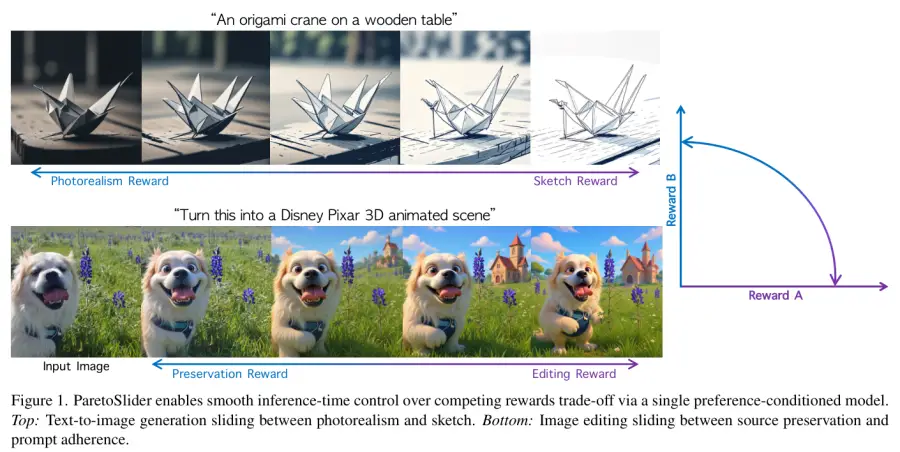 “An origami crane on a wooden table”
Photorealism Reward
Sketch Reward
“Turn this into a Disney Pixar 3D animated scene”
Input Image
Preservation Reward
Editing Reward
Reward B
Reward A
Figure 1. ParetoSlider enables smooth inference-time control over competing rewards trade-off via a single preference-conditioned model.
Top: Text-to-image generation sliding between photorealism and sketch. Bottom: Image editing sliding between source preservation and
prompt adherence.